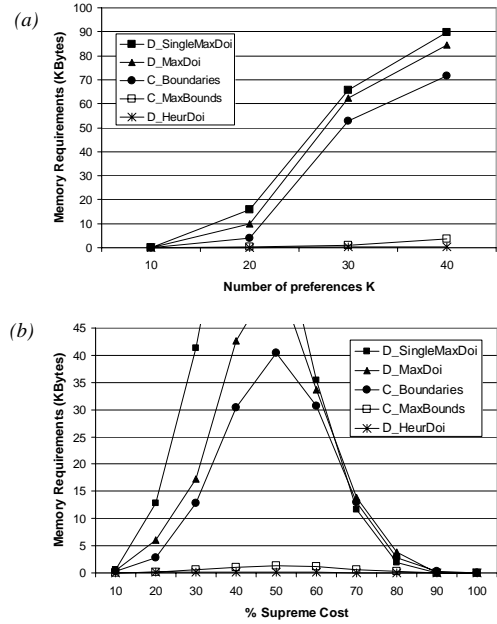 (a)
Memory Requirements (KBytes)
100
90
80
70
60
50
40
30
20
10
0
D_SingleMaxDoi
D_MaxDoi
C_Boundaries
C_MaxBounds
D_HeurDoi
10 20 30 40
Number of preferences K
(b)
Memory Requirements (KBytes)
45
40
35
30
25
20
15
10
5
0
D_SingleMaxDoi
D_MaxDoi
C_Boundaries
C_MaxBounds
D_HeurDoi
10 20 30 40 50 60 70 80 90 100
% Supreme Cost